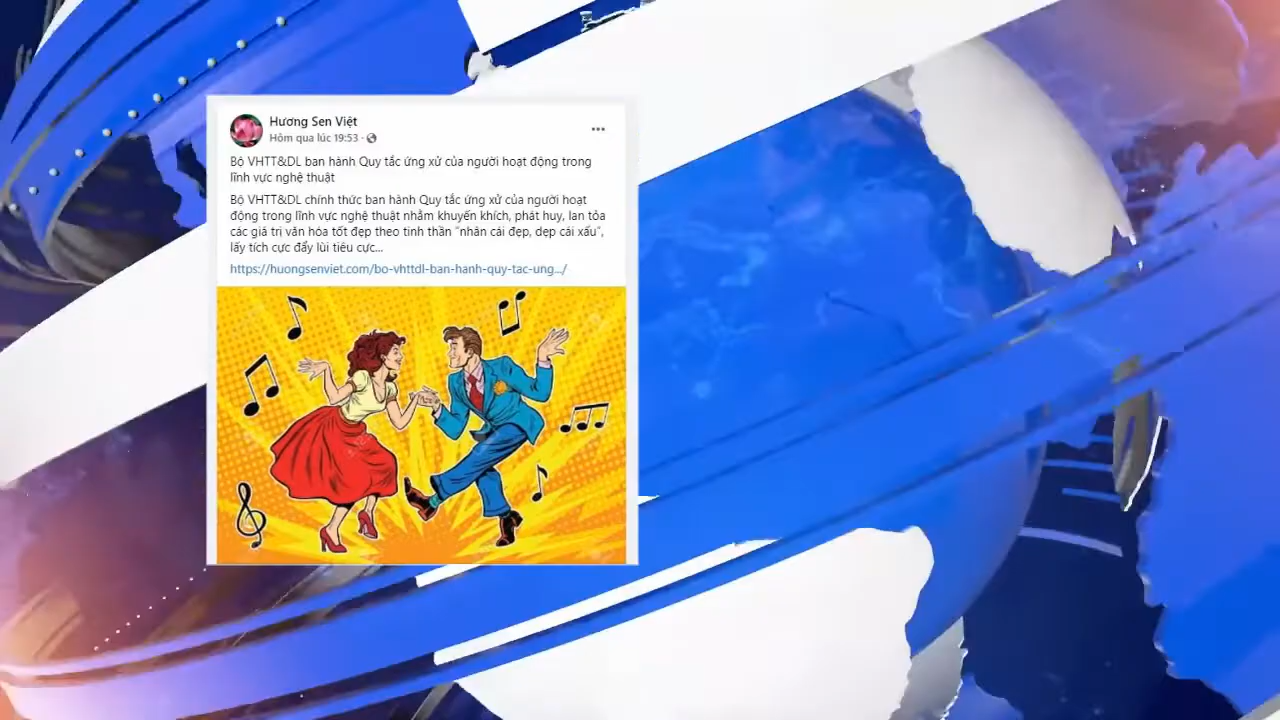 Hương Sen Việt
Hôm qua lúc 19:53 ·
Bộ VHTT&DL ban hành Quy tắc ứng xử của người hoạt động trong
lĩnh vực nghệ thuật
Bộ VHTT&DL chính thức ban hành Quy tắc ứng xử của người hoạt
động trong lĩnh vực nghệ thuật nhằm khuyến khích, phát huy, lan tỏa
các giá trị văn hóa tốt đẹp theo tinh thần “nhân cái đẹp, dẹp cái xấu”,
lấy tích cực đẩy lùi tiêu cực...
https://huongsenviet.com/bo-vhttdl-ban-hanh-quy-tac-ung.../